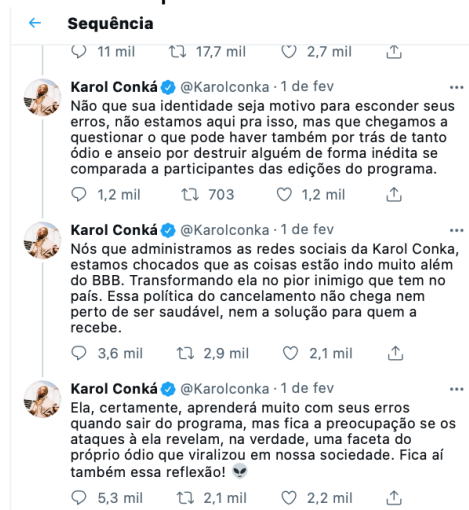 Sequência
11 mil 17,7 mil 2,7 mil
Karol Conká @Karolconka · 1 de fev
Não que sua identidade seja motivo para esconder seus
erros, não estamos aqui pra isso, mas que chegamos a
questionar o que pode haver também por trás de tanto
ódio e anseio por destruir alguém de forma inédita se
comparada a participantes das edições do programa.
1,2 mil 703 1,2 mil
Karol Conká @Karolconka · 1 de fev
Nós que administramos as redes sociais da Karol Conka,
estamos chocados que as coisas estão indo muito além
do BBB. Transformando ela no pior inimigo que tem no
país. Essa política do cancelamento não chega nem
perto de ser saudável, nem a solução para quem a
recebe.
3,6 mil 2,9 mil 2,1 mil
Karol Conká @Karolconka · 1 de fev
Ela, certamente, aprenderá muito com seus erros
quando sair do programa, mas fica a preocupação se os
ataques à ela revelam, na verdade, uma faceta do
próprio ódio que viralizou em nossa sociedade. Fica aí
também essa reflexão! 👽
5,3 mil 2,1 mil 2,2 mil